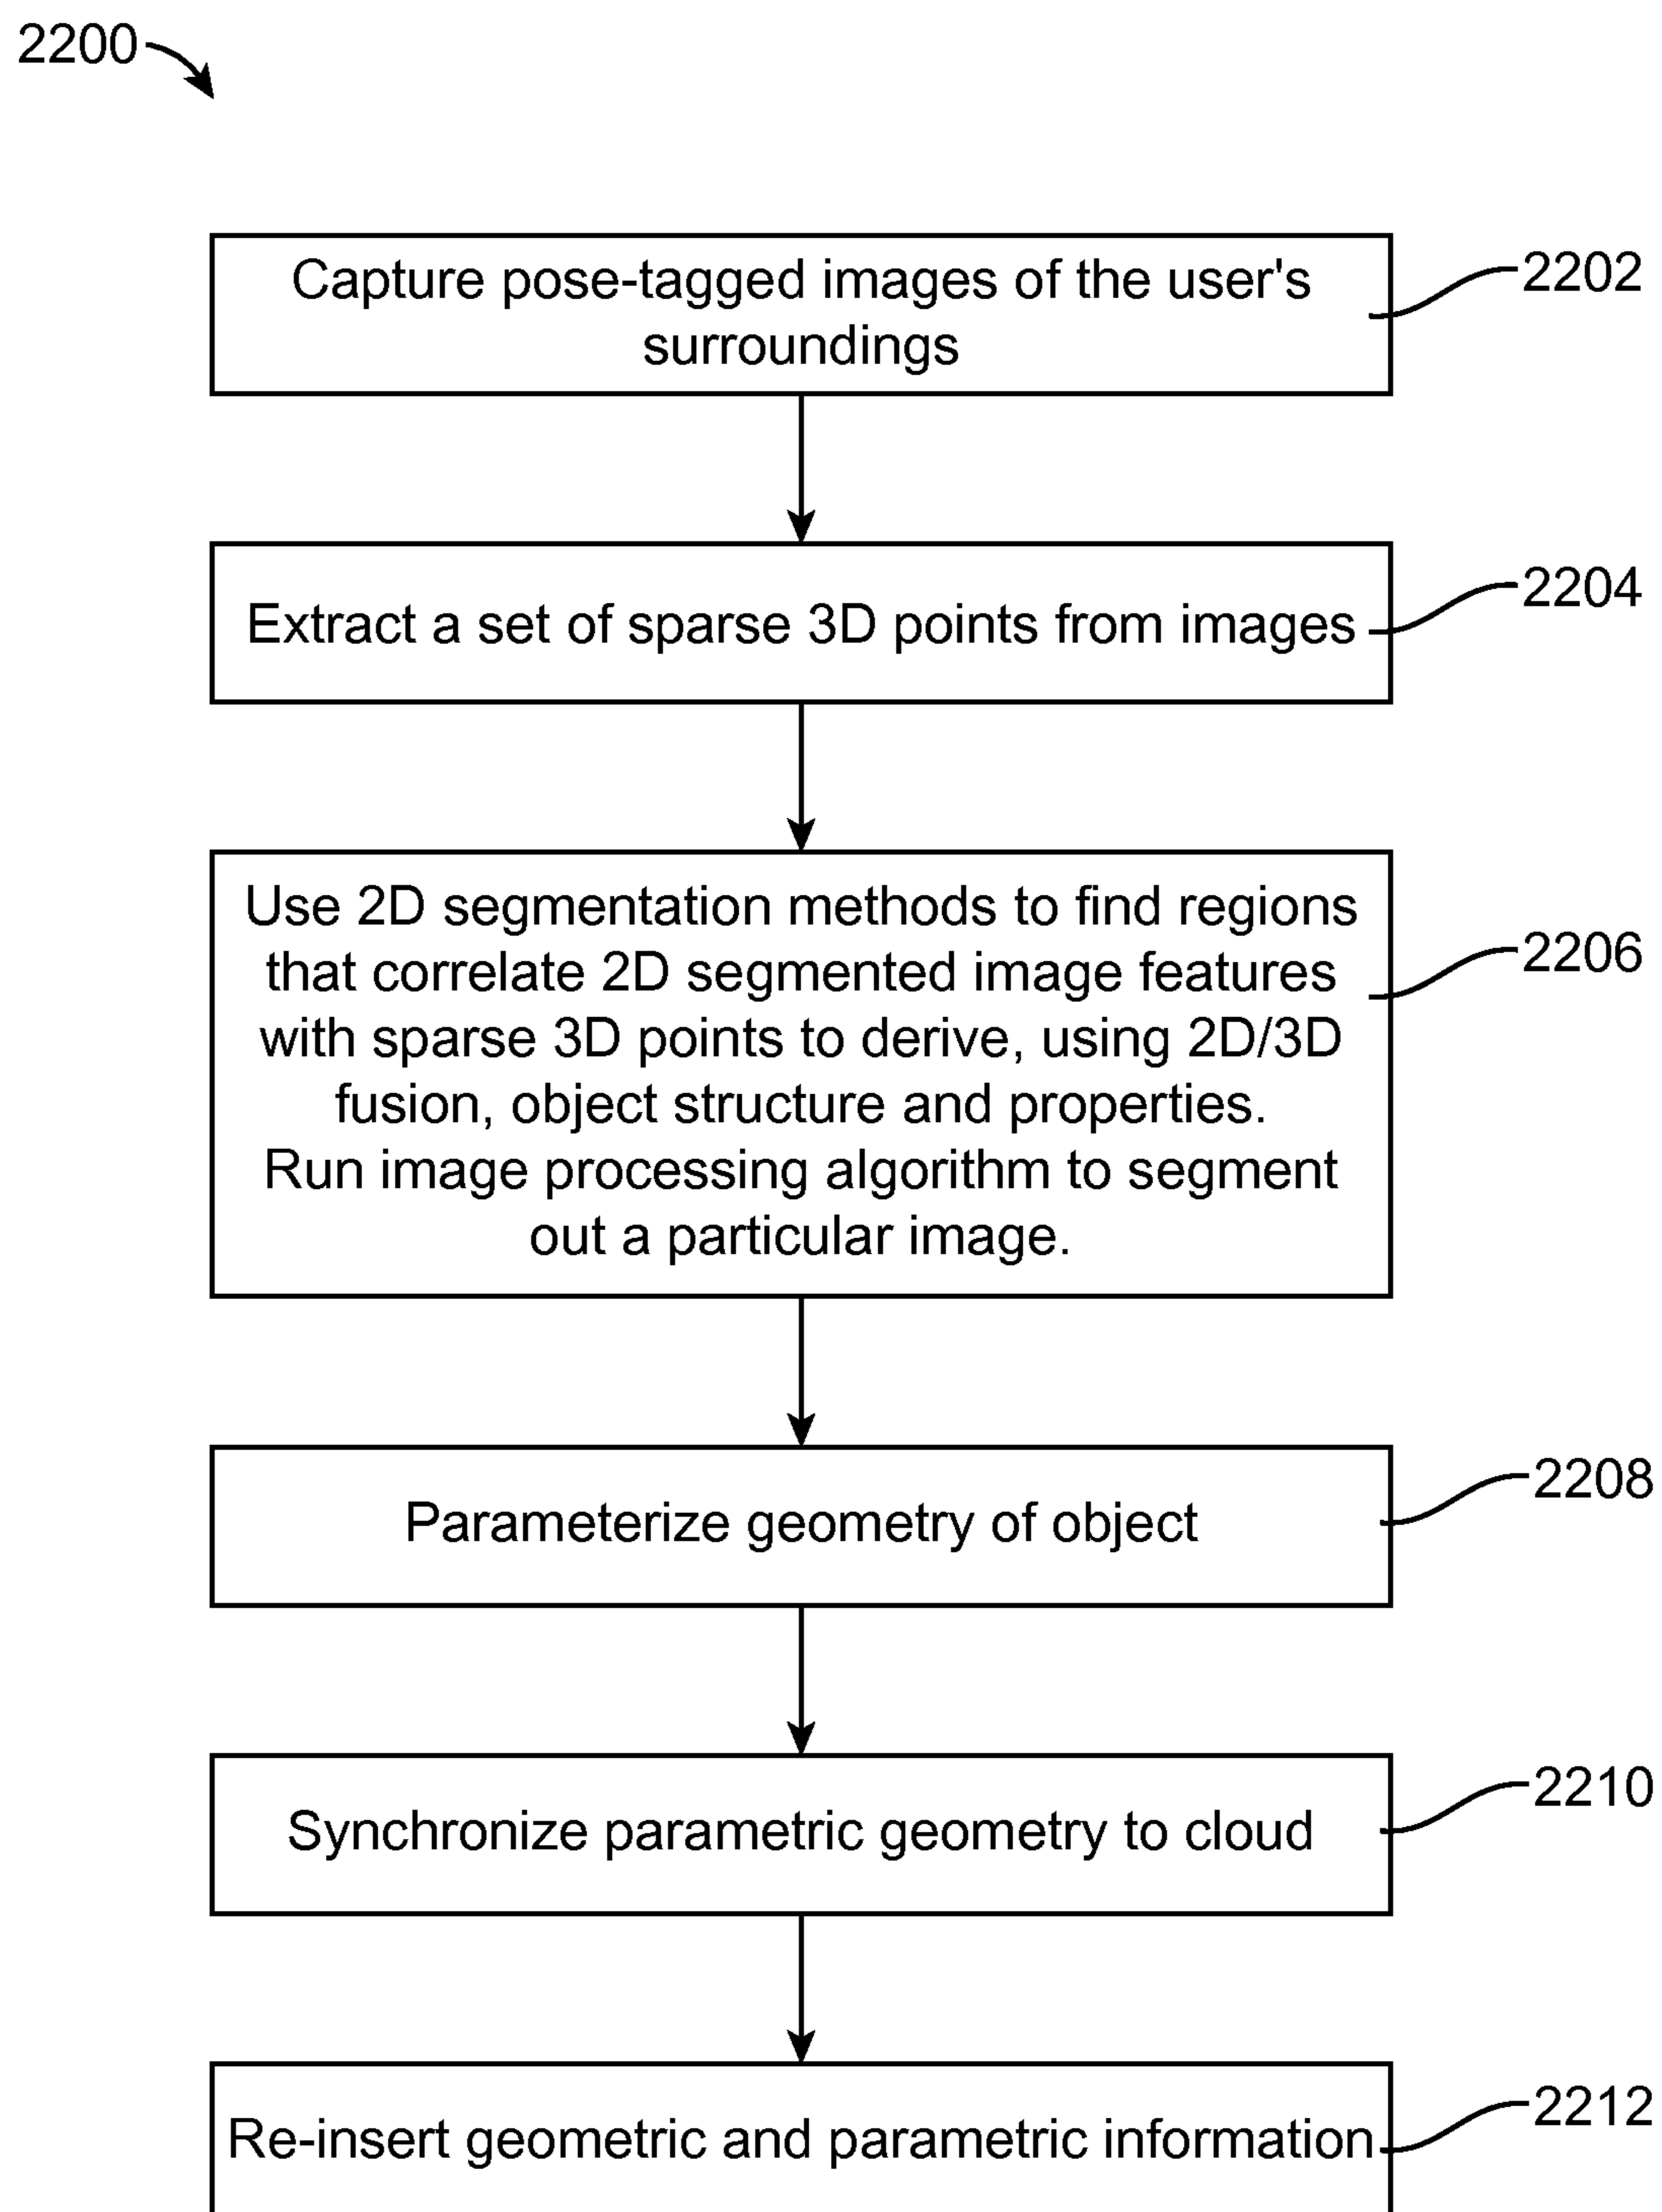 2200
Capture pose-tagged images of the user's
surroundings
2202
Extract a set of sparse 3D points from images
2204
Use 2D segmentation methods to find regions
that correlate 2D segmented image features
with sparse 3D points to derive, using 2D/3D
fusion, object structure and properties.
Run image processing algorithm to segment
out a particular image.
2206
Parameterize geometry of object
2208
Synchronize parametric geometry to cloud
2210
Re-insert geometric and parametric information
2212